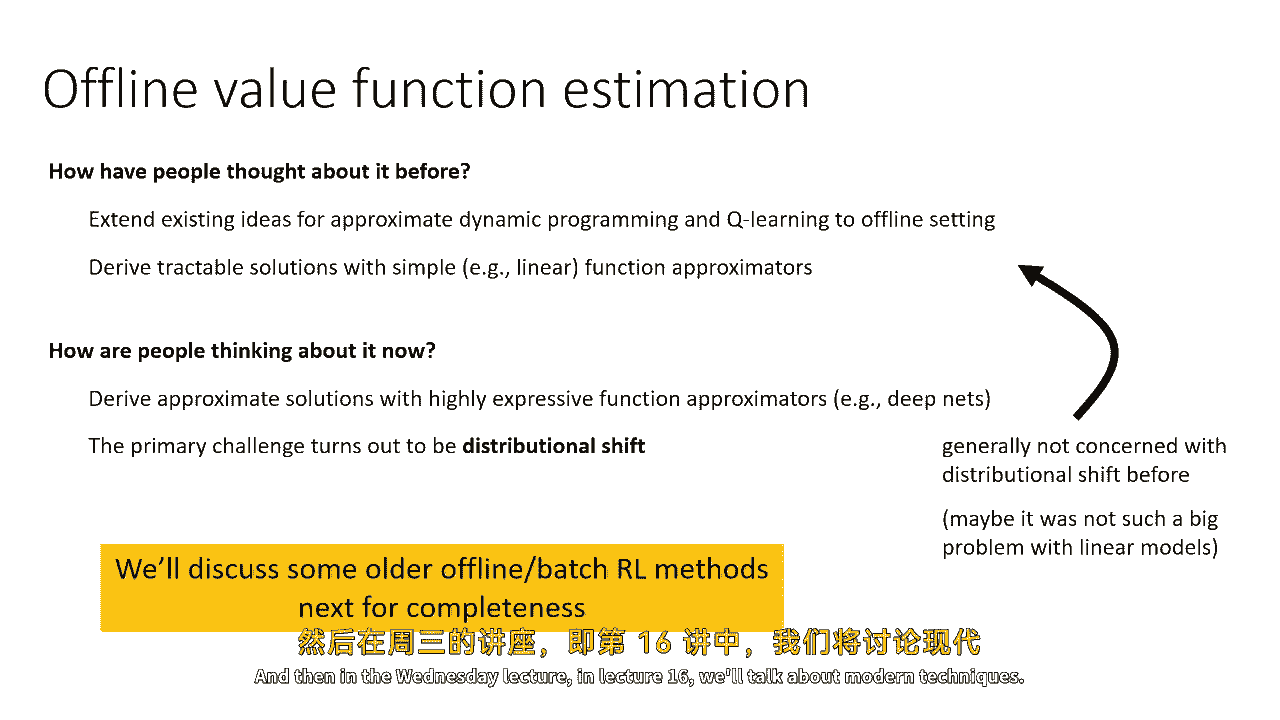 Offline value function estimation
How have people thought about it before?
Extend existing ideas for approximate dynamic programming and Q-learning to offline setting
Derive tractable solutions with simple (e.g., linear) function approximators
How are people thinking about it now?
Derive approximate solutions with highly expressive function approximators (e.g., deep nets)
The primary challenge turns out to be distributional shift
generally not concerned with
distributional shift before
(maybe it was not such a big
problem with linear models)
We'll discuss some older offline/batch RL methods
next for completeness
然后在周三的讲座，即第 16 讲中，我们将讨论现代
And then in the Wednesday lecture, in lecture 16, we'll talk about modern techniques.